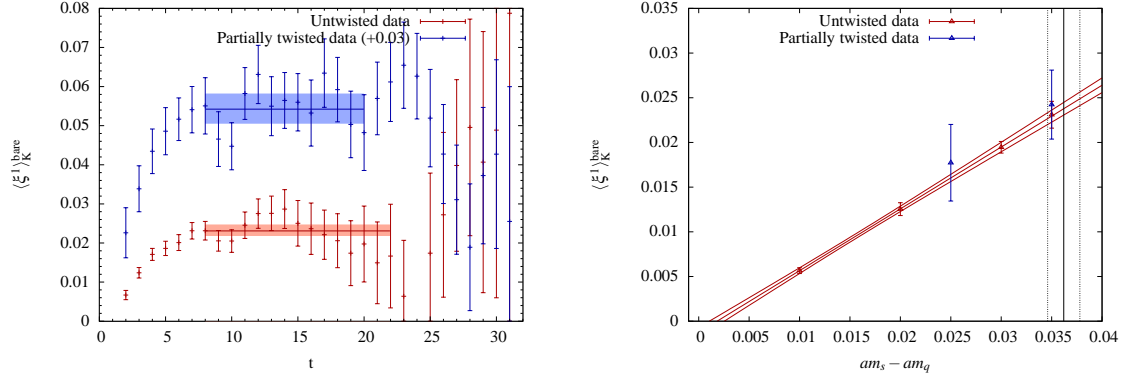 Untwisted data
Partially twisted data (+0.03)
0.08
0.07
0.06
0.05
0.04
0.03
0.02
0.01
0
⟨ξ¹⟩ᴷ^bare
0 5 10 15 20 25 30
t
Untwisted data
Partially twisted data
0.035
0.03
0.025
0.02
0.015
0.01
0.005
0
⟨ξ¹⟩ᴷ^bare
0 0.005 0.01 0.015 0.02 0.025 0.03 0.035 0.04
amₛ − am_q